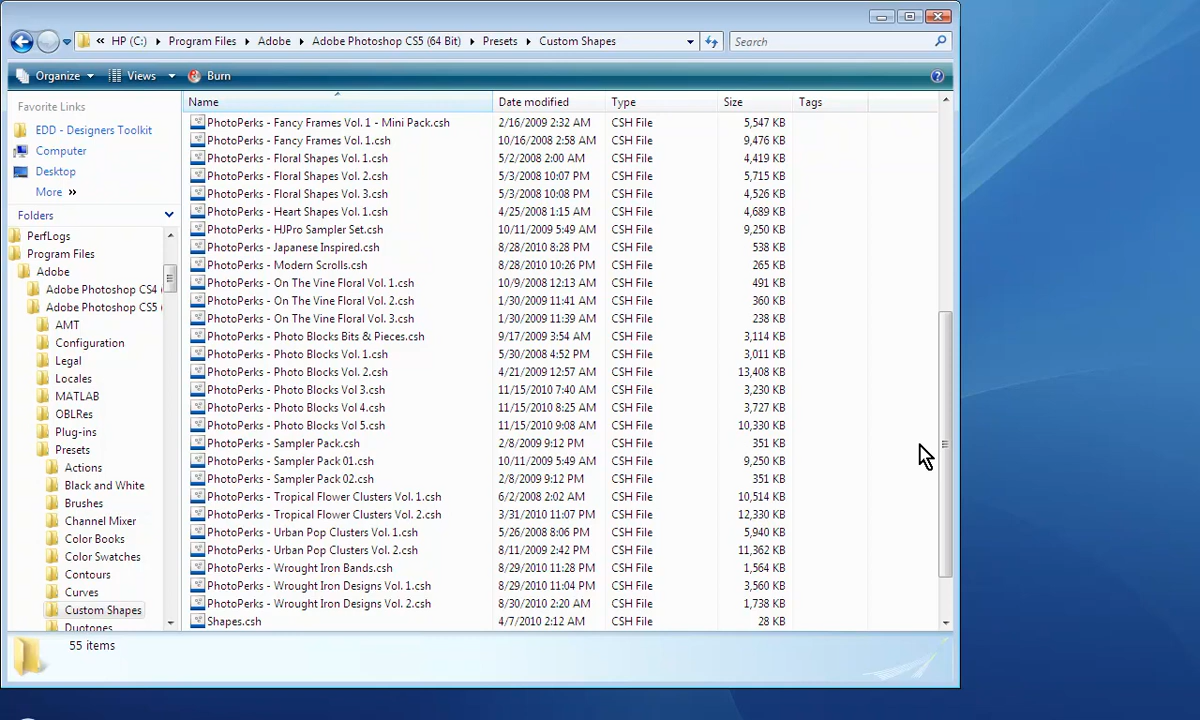 « HP (C:) ▸ Program Files ▸ Adobe ▸ Adobe Photoshop CS5 (64 Bit) ▸ Presets ▸ Custom Shapes
Search
Organize Views Burn
Favorite Links
EDD - Designers Toolkit
Computer
Desktop
More »
Folders
PerfLogs
Program Files
Adobe
Adobe Photoshop CS4
Adobe Photoshop CS5
AMT
Configuration
Legal
Locales
MATLAB
OBLRes
Plug-ins
Presets
Actions
Black and White
Brushes
Channel Mixer
Color Books
Color Swatches
Contours
Curves
Custom Shapes
Duotones
Name Date modified Type Size Tags
PhotoPerks - Fancy Frames Vol. 1 - Mini Pack.csh 2/16/2009 2:32 AM CSH File 5,547 KB
PhotoPerks - Fancy Frames Vol. 1.csh 10/16/2008 2:58 AM CSH File 9,476 KB
PhotoPerks - Floral Shapes Vol. 1.csh 5/2/2008 2:00 AM CSH File 4,419 KB
PhotoPerks - Floral Shapes Vol. 2.csh 5/3/2008 10:07 PM CSH File 5,715 KB
PhotoPerks - Floral Shapes Vol. 3.csh 5/3/2008 10:08 PM CSH File 4,526 KB
PhotoPerks - Heart Shapes Vol. 1.csh 4/25/2008 1:15 AM CSH File 4,689 KB
PhotoPerks - HJPro Sampler Set.csh 10/11/2009 5:49 AM CSH File 9,250 KB
PhotoPerks - Japanese Inspired.csh 8/28/2010 8:28 PM CSH File 538 KB
PhotoPerks - Modern Scrolls.csh 8/28/2010 10:26 PM CSH File 265 KB
PhotoPerks - On The Vine Floral Vol. 1.csh 10/9/2008 12:13 AM CSH File 491 KB
PhotoPerks - On The Vine Floral Vol. 2.csh 1/30/2009 11:41 AM CSH File 360 KB
PhotoPerks - On The Vine Floral Vol. 3.csh 1/30/2009 11:39 AM CSH File 238 KB
PhotoPerks - Photo Blocks Bits & Pieces.csh 9/17/2009 3:54 AM CSH File 3,114 KB
PhotoPerks - Photo Blocks Vol. 1.csh 5/30/2008 4:52 PM CSH File 3,011 KB
PhotoPerks - Photo Blocks Vol. 2.csh 4/21/2009 12:57 AM CSH File 13,408 KB
PhotoPerks - Photo Blocks Vol 3.csh 11/15/2010 7:40 AM CSH File 3,230 KB
PhotoPerks - Photo Blocks Vol 4.csh 11/15/2010 8:25 AM CSH File 3,727 KB
PhotoPerks - Photo Blocks Vol 5.csh 11/15/2010 9:08 AM CSH File 10,330 KB
PhotoPerks - Sampler Pack.csh 2/8/2009 9:12 PM CSH File 351 KB
PhotoPerks - Sampler Pack 01.csh 10/11/2009 5:49 AM CSH File 9,250 KB
PhotoPerks - Sampler Pack 02.csh 2/8/2009 9:12 PM CSH File 351 KB
PhotoPerks - Tropical Flower Clusters Vol. 1.csh 6/2/2008 2:02 AM CSH File 10,514 KB
PhotoPerks - Tropical Flower Clusters Vol. 2.csh 3/31/2010 11:07 PM CSH File 12,330 KB
PhotoPerks - Urban Pop Clusters Vol. 1.csh 5/26/2008 8:06 PM CSH File 5,940 KB
PhotoPerks - Urban Pop Clusters Vol. 2.csh 8/11/2009 2:42 PM CSH File 11,362 KB
PhotoPerks - Wrought Iron Bands.csh 8/29/2010 11:28 PM CSH File 1,564 KB
PhotoPerks - Wrought Iron Designs Vol. 1.csh 8/29/2010 11:04 PM CSH File 3,560 KB
PhotoPerks - Wrought Iron Designs Vol. 2.csh 8/30/2010 2:20 AM CSH File 1,738 KB
Shapes.csh 4/7/2010 2:12 AM CSH File 28 KB
55 items